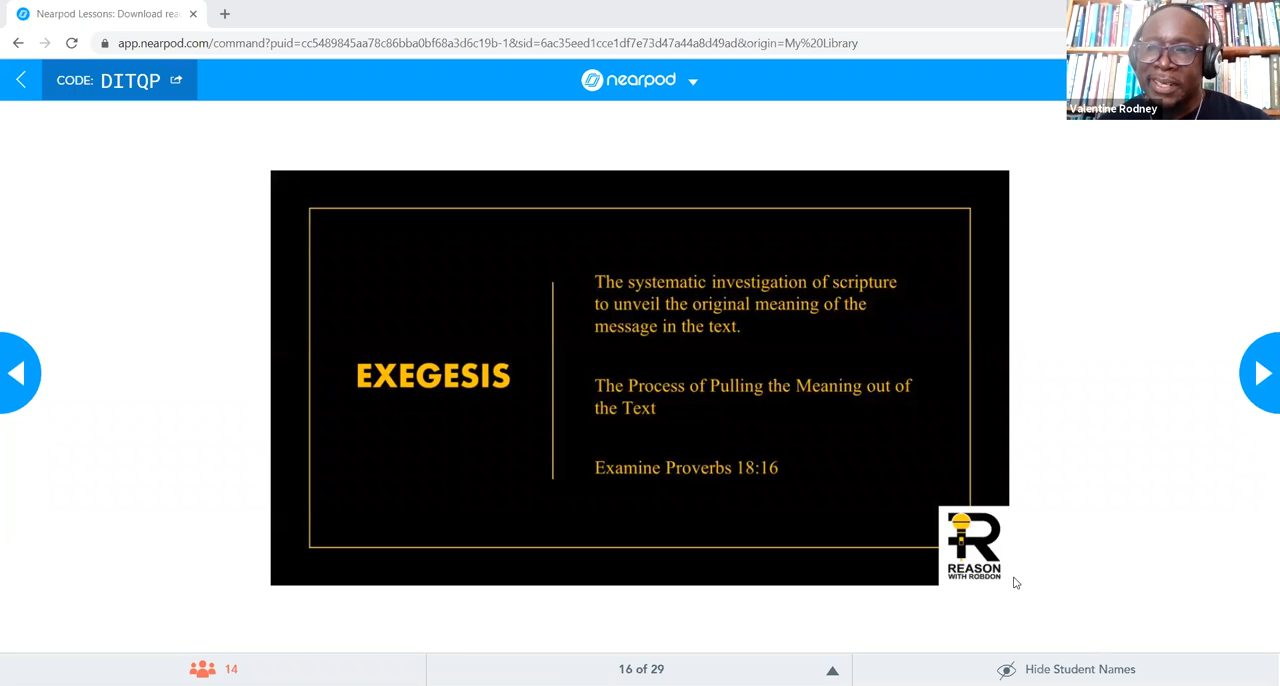 Nearpod Lessons: Download rea
app.nearpod.com/command?puid=cc5489845aa78c86bba0bf68a3d6c19b-1&sid=6ac35eed1cce1df7e73d47a44a8d49ad&origin=My%20Library
CODE: DITQP
nearpod
Valentine Rodney
EXEGESIS
The systematic investigation of scripture
to unveil the original meaning of the
message in the text.
The Process of Pulling the Meaning out of
the Text
Examine Proverbs 18:16
R
REASON
WITH ROBDON
14
16 of 29
Hide Student Names